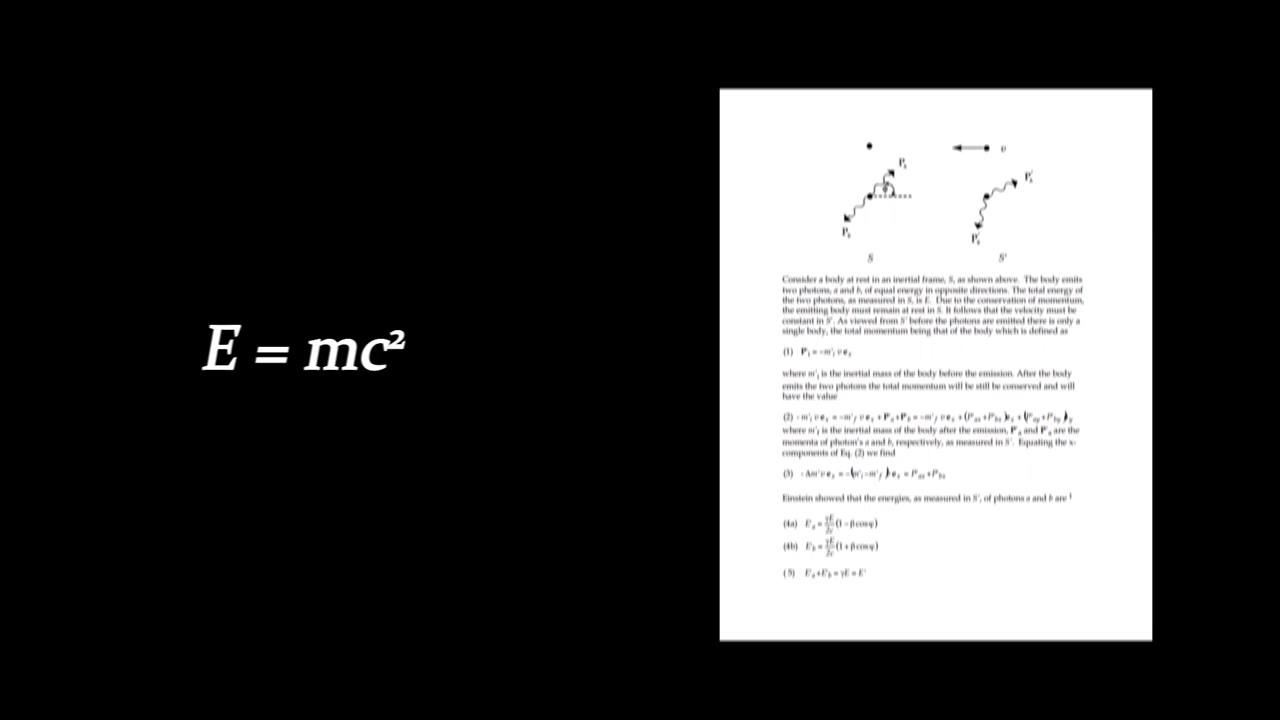 E = mc²
P
v
P'
P
P'
S
S'
Consider a body at rest in an inertial frame, S, as shown above. The body emits
two photons, a and b, of equal energy in opposite directions. The total energy of
the two photons, as measured in S, is E. Due to the conservation of momentum,
the emitting body must remain at rest in S. It follows that the velocity must be
constant in S'. As viewed from S' before the photons are emitted there is only a
single body, the total momentum being that of the body which is defined as
(1)
where m' is the inertial mass of the body before the emission. After the body
emits the two photons the total momentum will be still be conserved and will
have the value
(2)
where m' is the inertial mass of the body after the emission, P' and P' are the
momenta of photon's a and b, respectively, as measured in S'. Equating the x-
components of Eq. (2) we find
(3)
Einstein showed that the energies, as measured in S', of photons a and b are 1
(4a)
(4b)
(5)